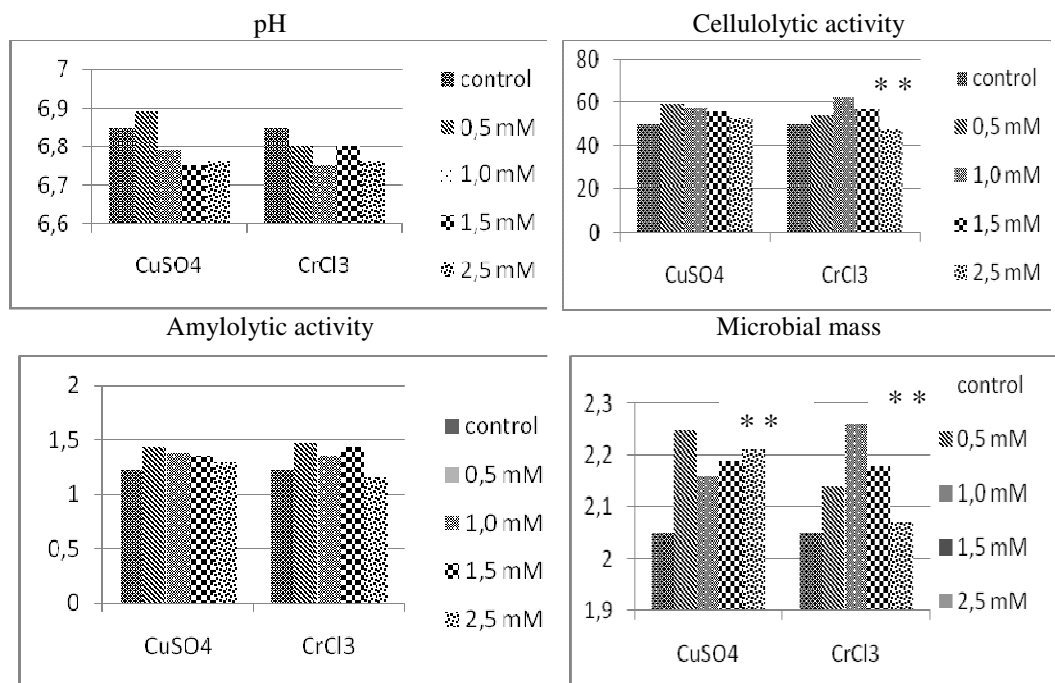 pH
7
6,9
6,8
6,7
6,6
CuSO4 CrCl3
control
0,5 mM
1,0 mM
1,5 mM
2,5 mM
Cellulolytic activity
80
60
40
20
0
* *
CuSO4 CrCl3
control
0,5 mM
1,0 mM
1,5 mM
2,5 mM
Amylolytic activity
2
1,5
1
0,5
0
CuSO4 CrCl3
control
0,5 mM
1,0 mM
1,5 mM
2,5 mM
Microbial mass
2,3
2,2
2,1
2
1,9
* * * *
CuSO4 CrCl3
control
0,5 mM
1,0 mM
1,5 mM
2,5 mM